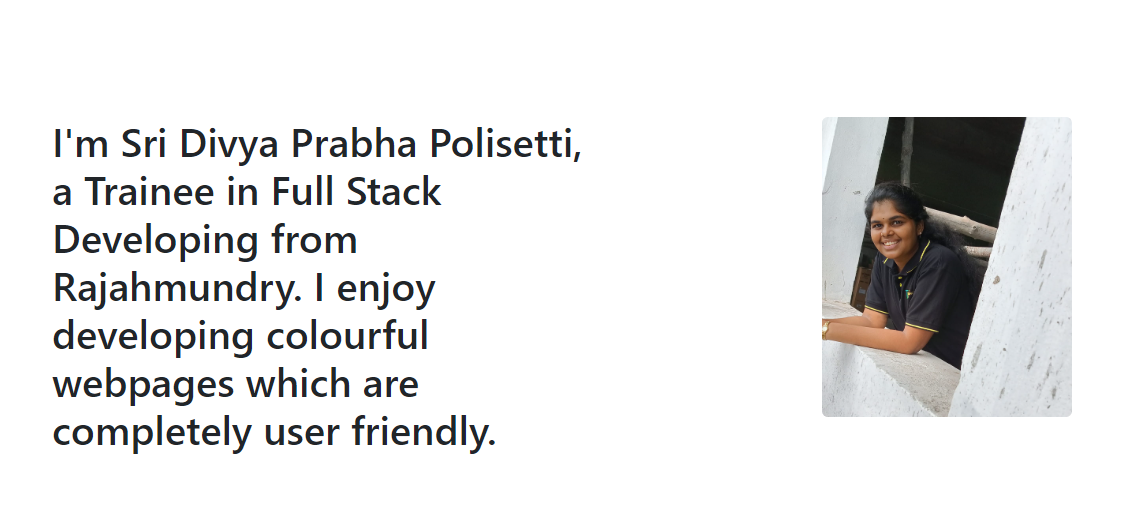 I'm Sri Divya Prabha Polisetti,
a Trainee in Full Stack
Developing from
Rajahmundry. I enjoy
developing colourful
webpages which are
completely user friendly.